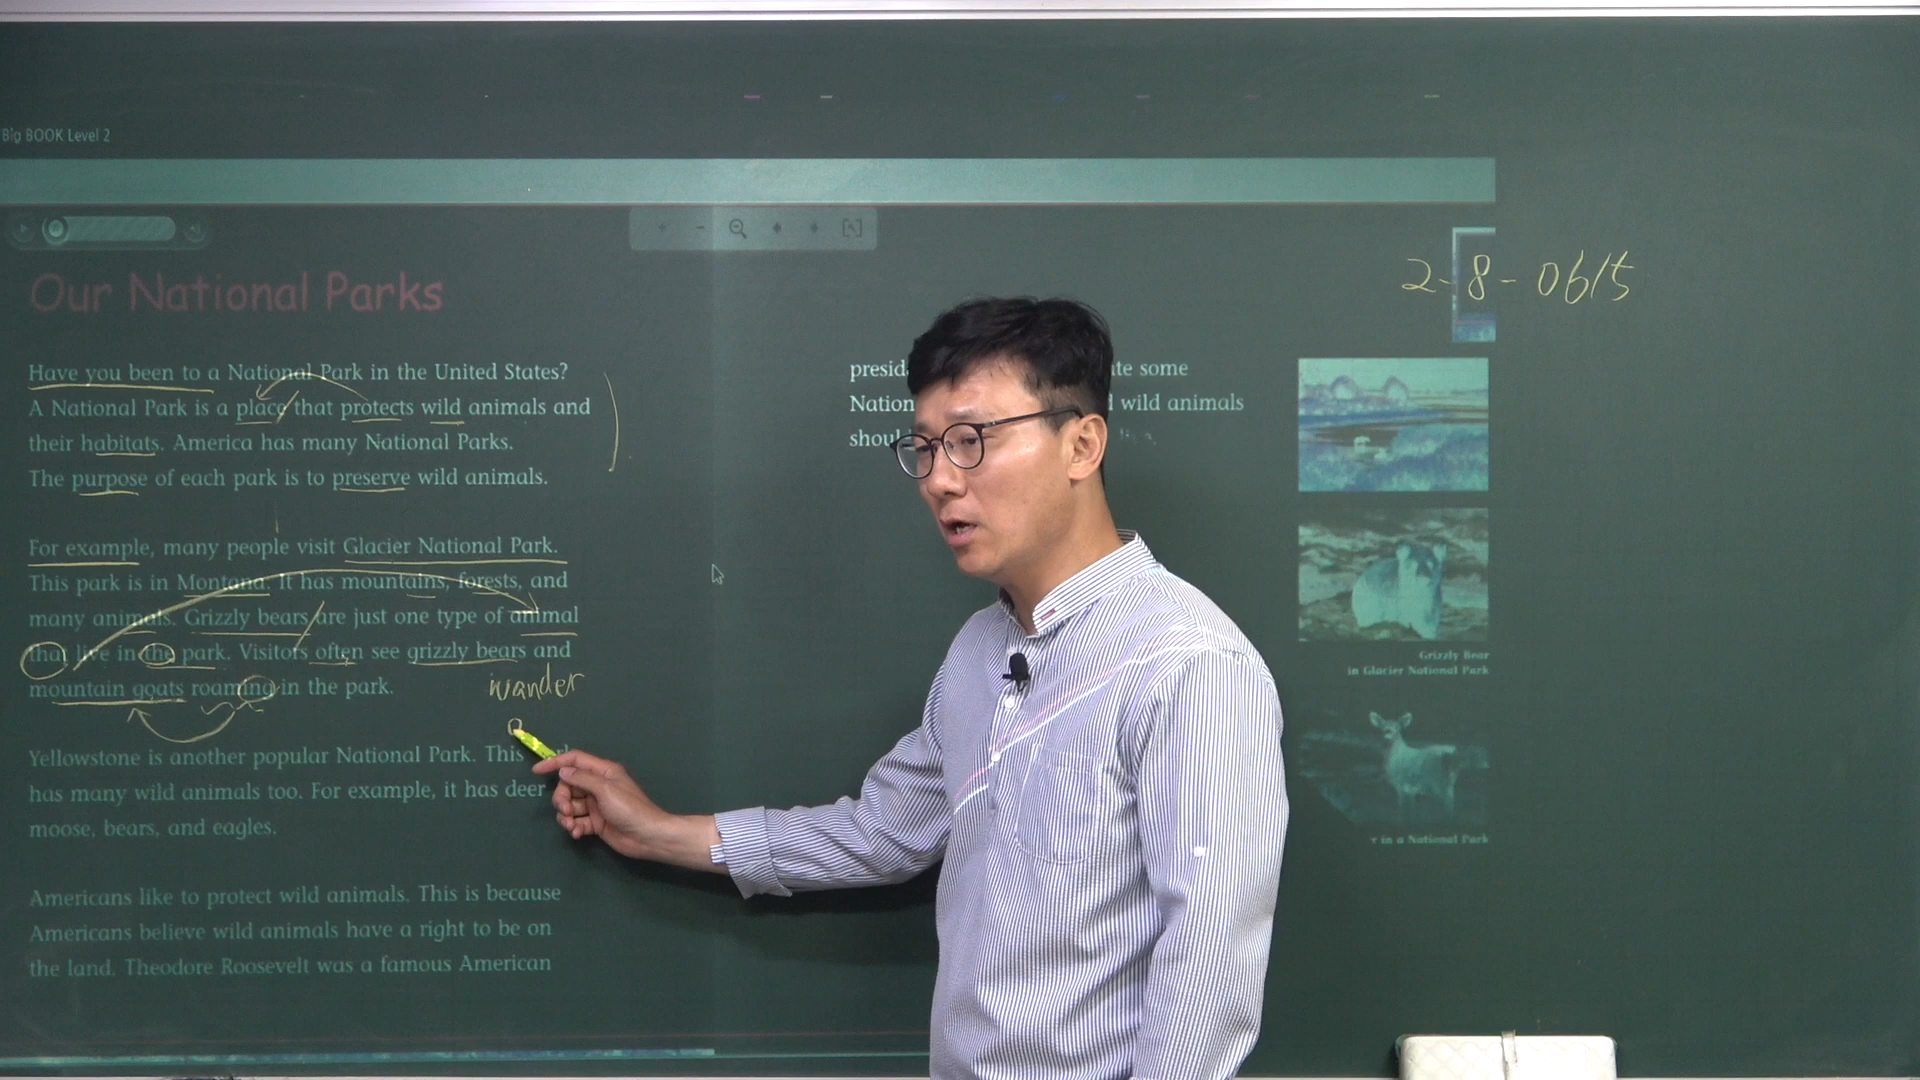 Big BOOK Level 2
2-8-0615
Our National Parks
Have you been to a National Park in the United States?
A National Park is a place that protects wild animals and
their habitats. America has many National Parks.
The purpose of each park is to preserve wild animals.
For example, many people visit Glacier National Park.
This park is in Montana. It has mountains, forests, and
many animals. Grizzly bears are just one type of animal
that live in the park. Visitors often see grizzly bears and
mountain goats roaming in the park.
wander
Yellowstone is another popular National Park. This
has many wild animals too. For example, it has deer
moose, bears, and eagles.
Americans like to protect wild animals. This is because
Americans believe wild animals have a right to be on
the land. Theodore Roosevelt was a famous American
some
wild animals
Grizzly Bear
in Glacier National Park
in a National Park